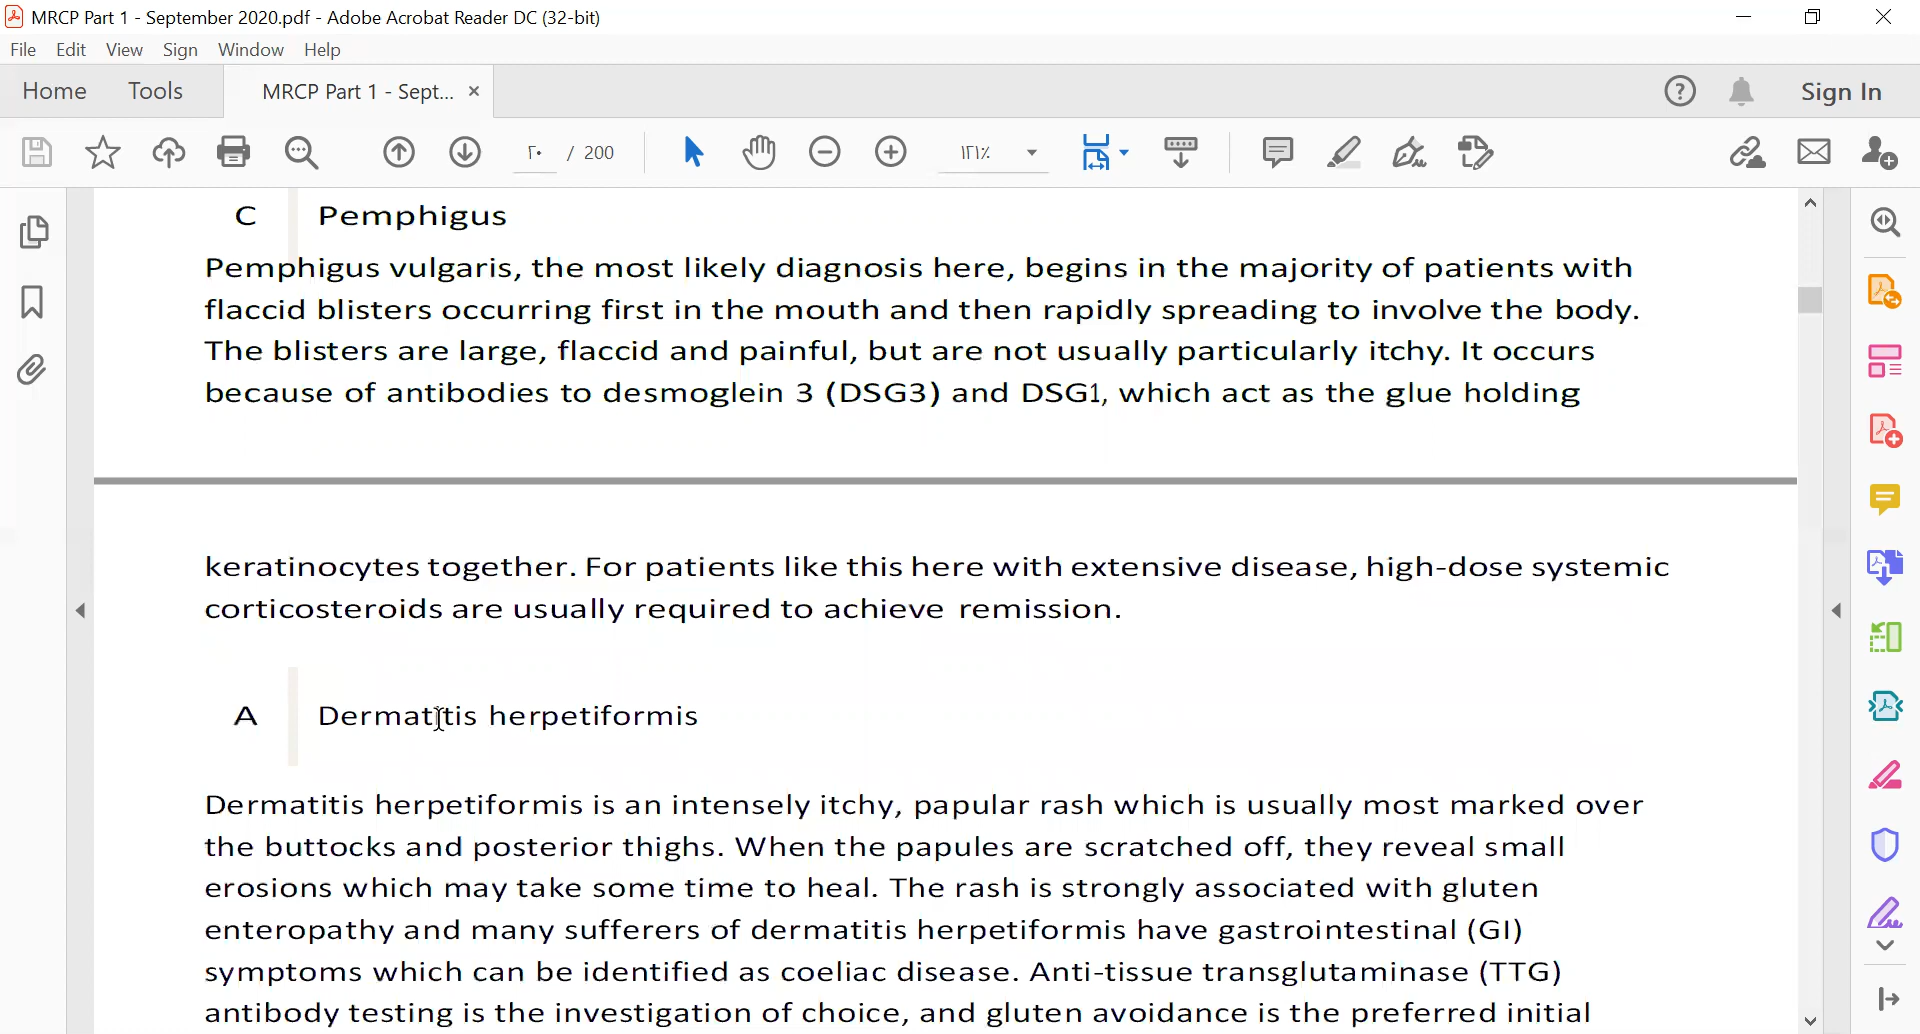 MRCP Part 1 - September 2020.pdf - Adobe Acrobat Reader DC (32-bit)
File Edit View Sign Window Help
Home Tools MRCP Part 1 - Sept... Sign In
٢٠ / 200 ١٢١٪
C Pemphigus
Pemphigus vulgaris, the most likely diagnosis here, begins in the majority of patients with
flaccid blisters occurring first in the mouth and then rapidly spreading to involve the body.
The blisters are large, flaccid and painful, but are not usually particularly itchy. It occurs
because of antibodies to desmoglein 3 (DSG3) and DSG1, which act as the glue holding
keratinocytes together. For patients like this here with extensive disease, high-dose systemic
corticosteroids are usually required to achieve remission.
A Dermatitis herpetiformis
Dermatitis herpetiformis is an intensely itchy, papular rash which is usually most marked over
the buttocks and posterior thighs. When the papules are scratched off, they reveal small
erosions which may take some time to heal. The rash is strongly associated with gluten
enteropathy and many sufferers of dermatitis herpetiformis have gastrointestinal (GI)
symptoms which can be identified as coeliac disease. Anti-tissue transglutaminase (TTG)
antibody testing is the investigation of choice, and gluten avoidance is the preferred initial